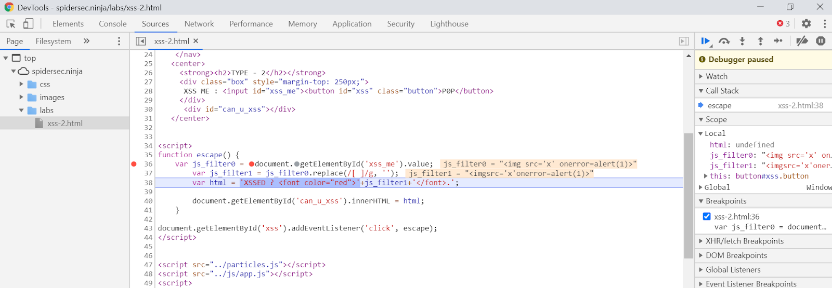 DevTools - spidersec.ninja/labs/xss-2.html
Elements Console Sources Network Performance Memory Application Security Lighthouse 3
Page Filesystem » xss-2.html ×
top
spidersec.ninja
css
images
labs
xss-2.html
24 </nav>
25 <center>
26 <strong><h2>TYPE - 2</h2></strong>
27 <div class="box" style="margin-top: 250px;">
28 XSS ME : <input id="xss_me"><button id="xss" class="button">POP</button>
29 </div>
30 <div id="can_u_xss"></div>
31 </center>
32
33
34 <script>
35 function escape() {
36 var js_filter0 = document.getElementById('xss_me').value; js_filter0 = "<img src='x' onerror=alert(1)>"
37 var js_filter1 = js_filter0.replace(/[ ]/g, ''); js_filter1 = "<imgsrc='x'onerror=alert(1)>"
38 var html = 'XSSED ? <font color="red">'+js_filter1+'</font>.';
39
40 document.getElementById('can_u_xss').innerHTML = html;
41 }
42
43 document.getElementById('xss').addEventListener('click', escape);
44 </script>
45
46
47 <script src="../particles.js"></script>
48 <script src="../js/app.js"></script>
49 <script>
Debugger paused
Watch
Call Stack
escape xss-2.html:38
Scope
Local
html: undefined
js_filter0: "<img src='x' on…
js_filter1: "<imgsrc='x'oner…
this: button#xss.button
Global Window
Breakpoints
xss-2.html:36
var js_filter0 = documen…
XHR/fetch Breakpoints
DOM Breakpoints
Global Listeners
Event Listener Breakpoints